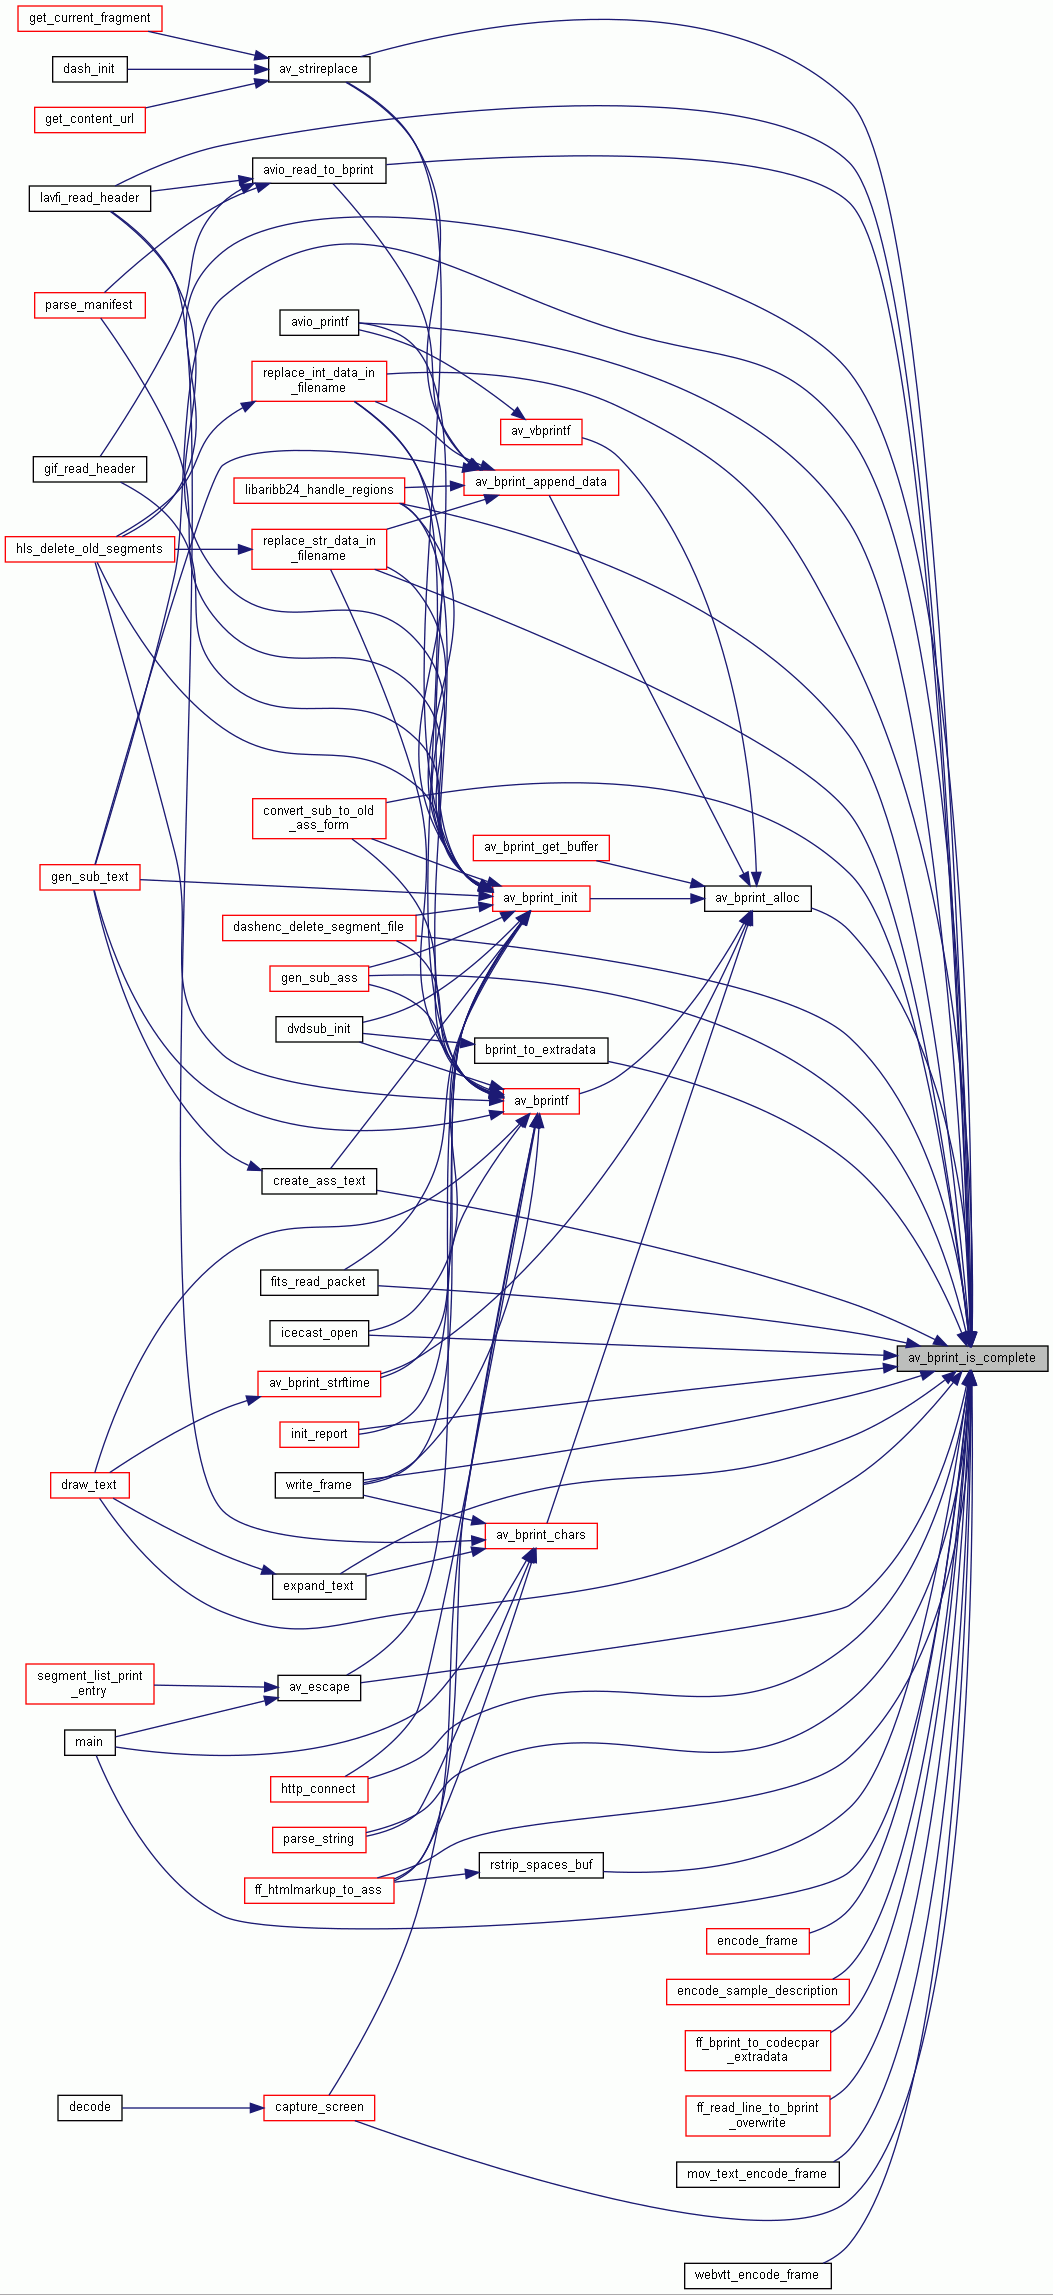 get_current_fragment
dash_init
av_strireplace
get_content_url
avio_read_to_bprint
lavfi_read_header
parse_manifest
avio_printf
replace_int_data_in
_filename
av_vbprintf
gif_read_header
av_bprint_append_data
libaribb24_handle_regions
hls_delete_old_segments
replace_str_data_in
_filename
convert_sub_to_old
_ass_form
av_bprint_get_buffer
gen_sub_text
av_bprint_init
av_bprint_alloc
dashenc_delete_segment_file
gen_sub_ass
dvdsub_init
bprint_to_extradata
av_bprintf
create_ass_text
fits_read_packet
icecast_open
av_bprint_is_complete
av_bprint_strftime
init_report
draw_text
write_frame
av_bprint_chars
expand_text
segment_list_print
_entry
av_escape
main
http_connect
parse_string
rstrip_spaces_buf
ff_htmlmarkup_to_ass
encode_frame
encode_sample_description
ff_bprint_to_codecpar
_extradata
decode
capture_screen
ff_read_line_to_bprint
_overwrite
mov_text_encode_frame
webvtt_encode_frame